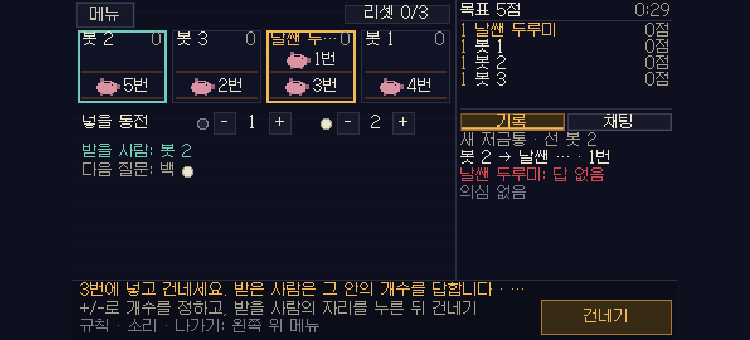 메뉴
리셋 0/3
봇 2 0
봇 3 0
날쌘 두… 0
봇 1 0
1번
5번
2번
3번
4번
넣을 동전 - 1 + - 2 +
받을 사람: 봇 2
다음 질문: 백
목표 5점 0:29
1 날쌘 두루미 0점
1 봇 1 0점
1 봇 2 0점
1 봇 3 0점
기록 채팅
새 저금통 · 선 봇 2
봇 2 → 날쌘 … · 1번
날쌘 두루미: 답 없음
의심 없음
3번에 넣고 건네세요. 받은 사람은 그 안의 개수를 답합니다 · …
+/-로 개수를 정하고, 받을 사람의 자리를 누른 뒤 건네기
규칙 · 소리 · 나가기: 왼쪽 위 메뉴
건네기